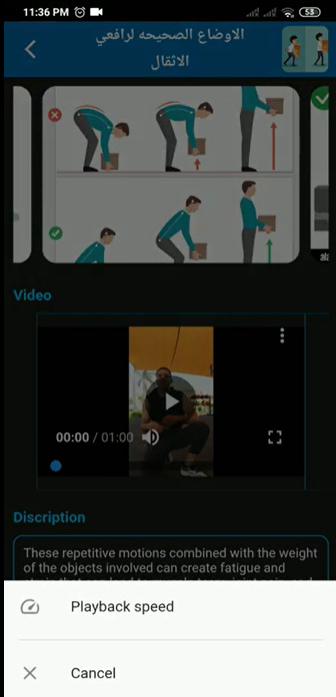 11:36 PM
53
الاوضاع الصحيحه لرافعي
الاثقال
Video
00:00 / 01:00
Discription
These repetitive motions combined with the weight
of the objects involved can create fatigue and
Playback speed
Cancel